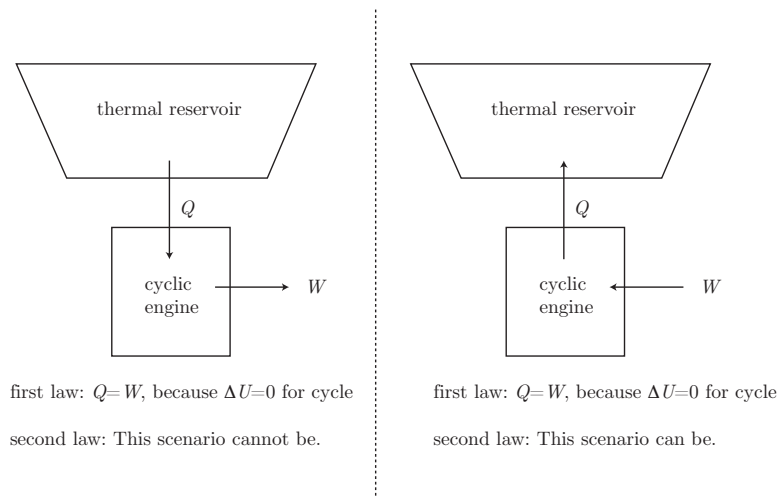 thermal reservoir
Q
cyclic
engine
W
first law: Q=W, because ΔU=0 for cycle
second law: This scenario cannot be.
thermal reservoir
Q
cyclic
engine
W
first law: Q=W, because ΔU=0 for cycle
second law: This scenario can be.